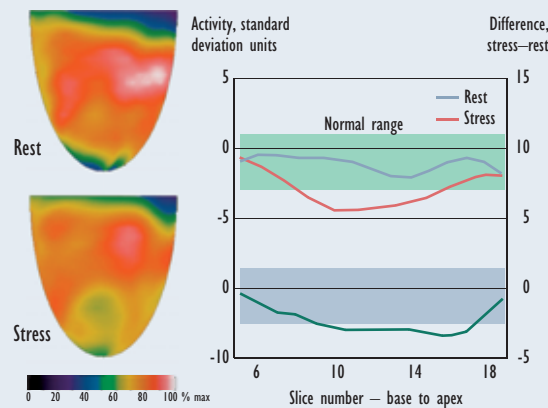 Activity, standard
deviation units
Difference,
stress–rest
5
0
-5
0
-10
15
10
5
0
-5
Rest
Stress
Normal range
Rest
Stress
0 20 40 60 80 100 % max
6 10 14 18
Slice number – base to apex